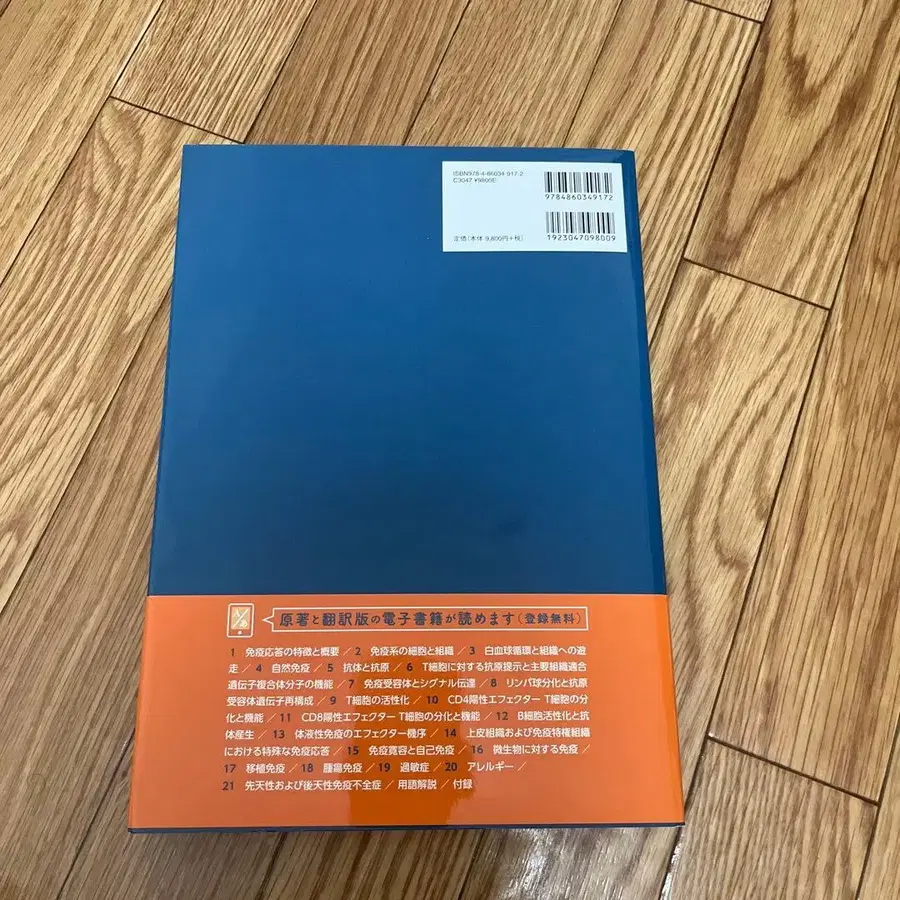 ISBN978-4-86034-917-2
C3047 ¥9800E
9784860349172
定価(本体 9,800円+税)
1923047098009
A/あ
原著と翻訳版の電子書籍が読めます(登録無料)
1 免疫応答の特徴と概要/2 免疫系の細胞と組織/3 白血球循環と組織への遊
走/4 自然免疫/5 抗体と抗原/6 T細胞に対する抗原提示と主要組織適合
遺伝子複合体分子の機能/7 免疫受容体とシグナル伝達/8 リンパ球分化と抗原
受容体遺伝子再構成/9 T細胞の活性化/10 CD4陽性エフェクター T細胞の分
化と機能/11 CD8陽性エフェクター T細胞の分化と機能/12 B細胞活性化と抗
体産生/13 体液性免疫のエフェクター機序/14 上皮組織および免疫特権組織
における特殊な免疫応答/15 免疫寛容と自己免疫/16 微生物に対する免疫/
17 移植免疫/18 腫瘍免疫/19 過敏症/20 アレルギー/
21 先天性および後天性免疫不全症/用語解説/付録